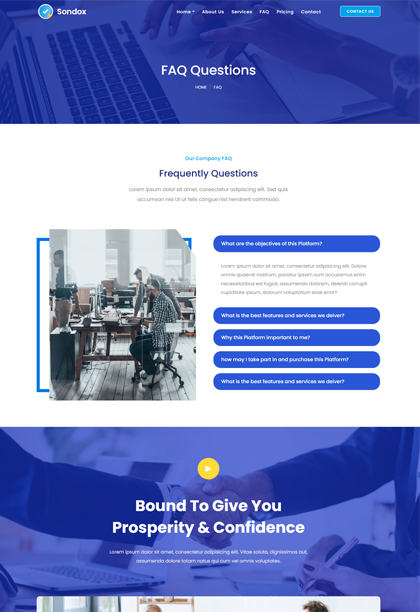 Sondox
Home
About Us
Services
FAQ
Pricing
Contact
CONTACT US
FAQ Questions
HOME | FAQ
Our Company FAQ
Frequently Questions
Lorem ipsum dolor sit amet, consectetur adipiscing elit. Sed quis
accumsan nisi Ut ut felis congue nisl hendrerit commodo.
What are the objectives of this Platform?
Lorem ipsum dolor sit amet, consectetur adipisicing elit. Dolore
omnis quaerat nostrum, pariatur ipsam sunt accusamus enim
necessitatibus est fugiat, assumenda dolorem, deleniti corrupti
cupiditate ipsum, dolorum voluptatum esse error?
What is the best features and services we deiver?
Why this Platform important to me?
how may I take part in and purchase this Platform?
What is the best features and services we deiver?
Bound To Give You
Prosperity & Confidence
Lorem ipsum dolor sit amet, consectetur adipiscing elit. Vitae soluta, dignissimos aut,
assumenda dolorum natus qui cum vel omnis voluptates.